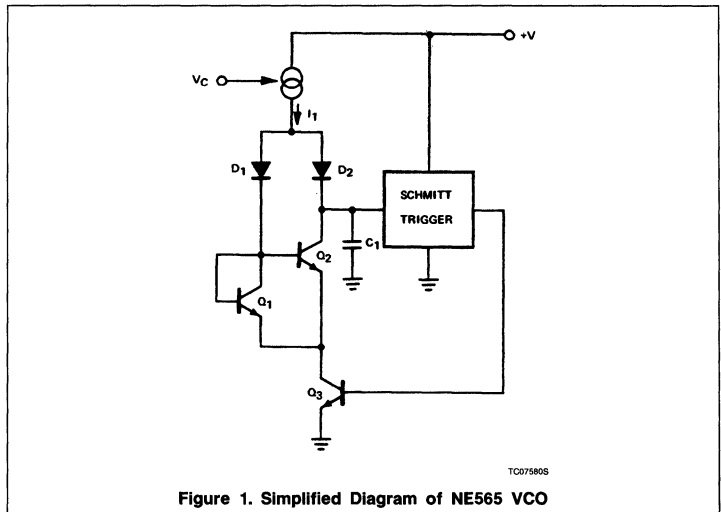 +V
VC
I1
D1
D2
SCHMITT
TRIGGER
C1
Q2
Q1
Q3
TC07580S
Figure 1. Simplified Diagram of NE565 VCO